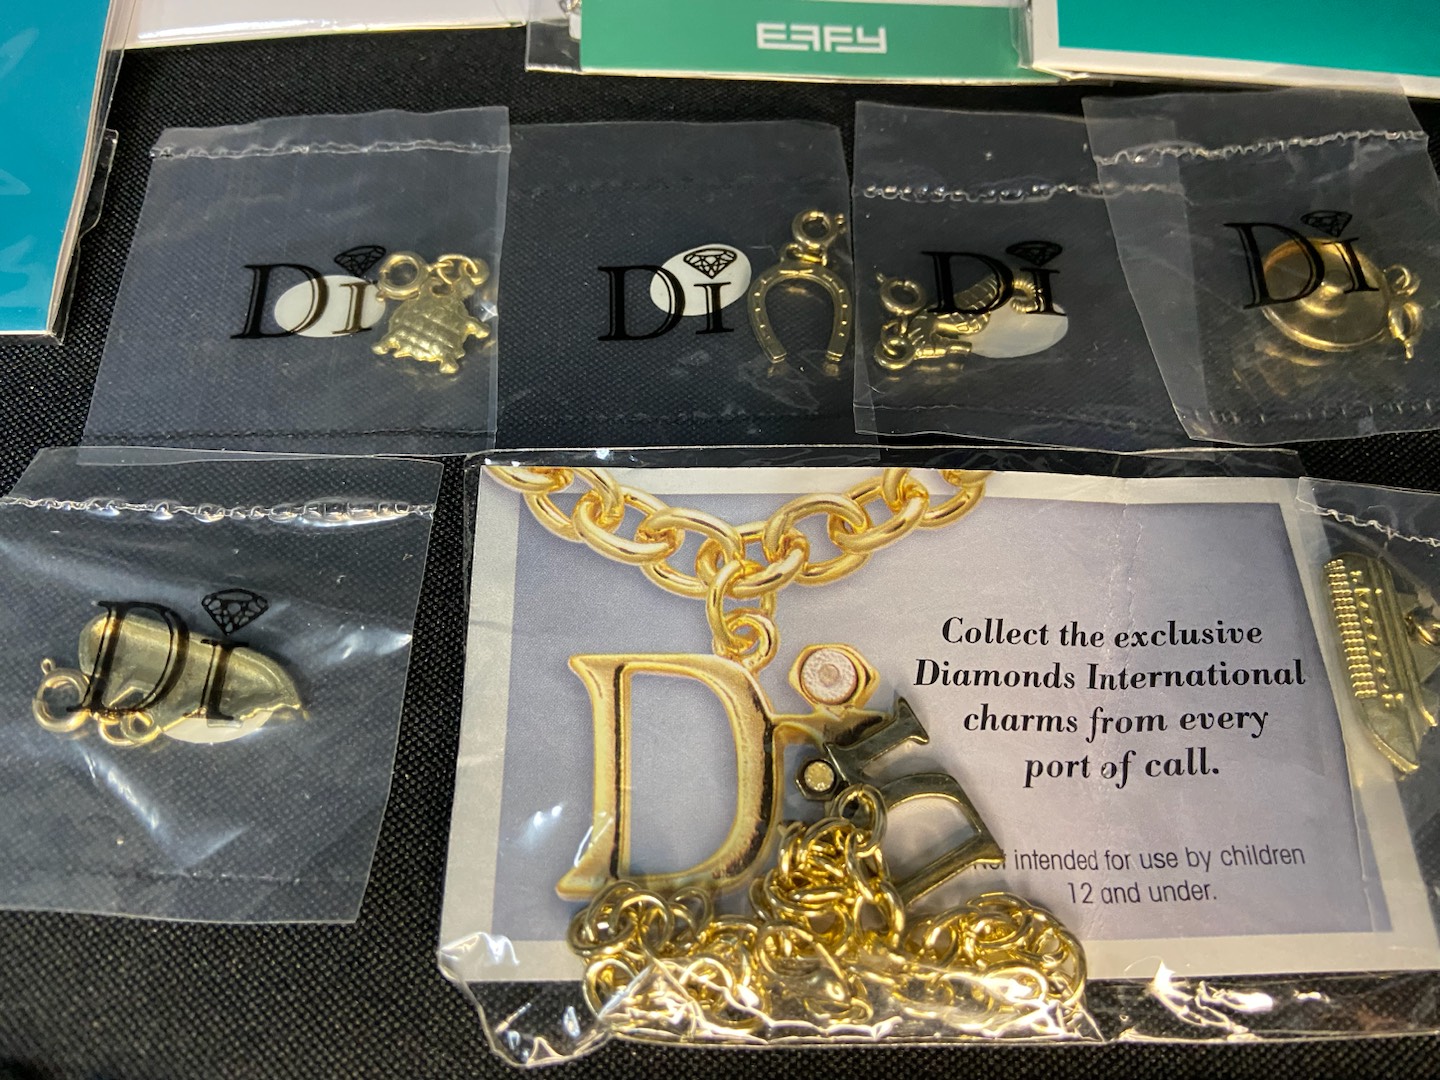 EFFY
Di
Di
Di
Di
Di
Di
Collect the exclusive
Diamonds International
charms from every
port of call.
intended for use by children
12 and under.